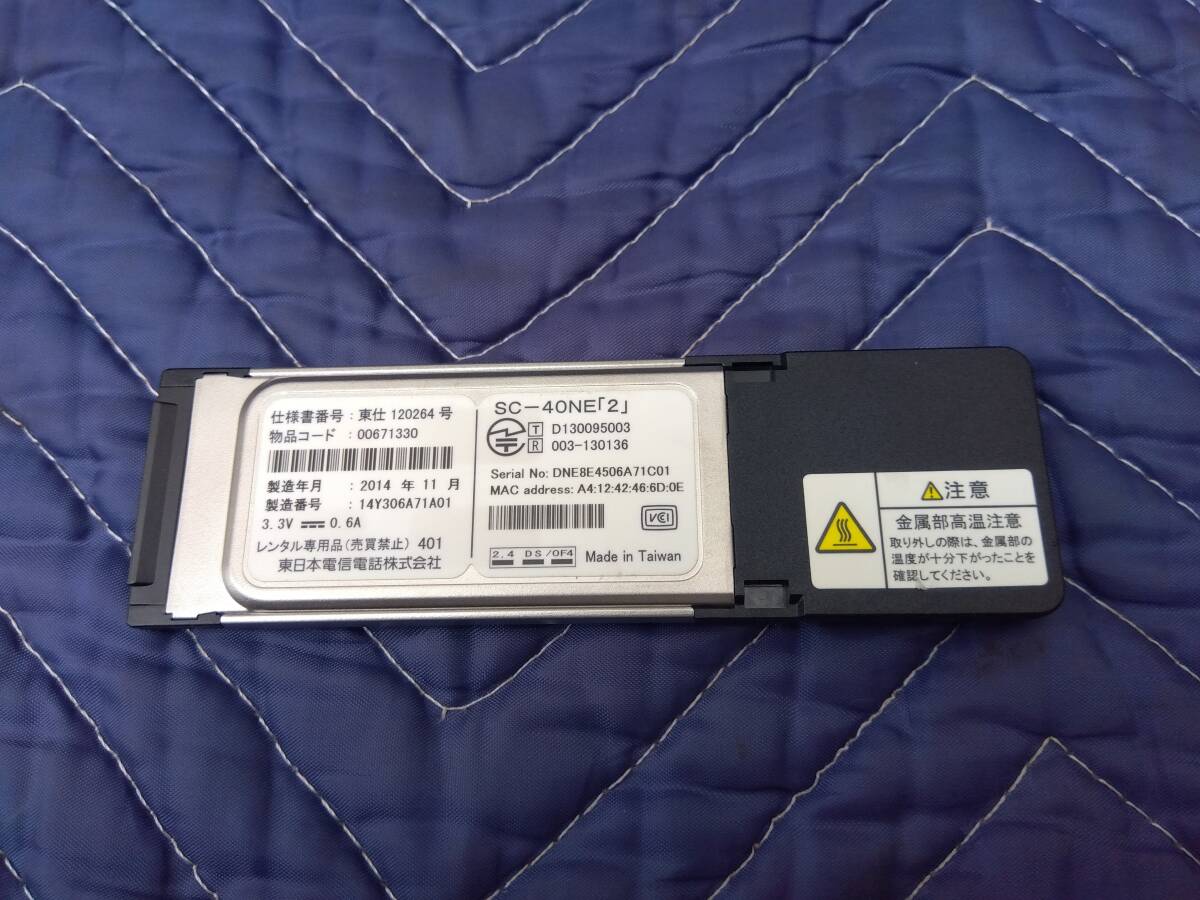 仕様書番号：東仕 120264 号
物品コード ：00671330
製造年月 ：2014 年 11 月
製造番号 ：14Y306A71A01
3.3V 0.6A
レンタル専用品(売買禁止) 401
東日本電信電話株式会社
SC-40NE「2」
T D130095003
R 003-130136
Serial No: DNE8E4506A71C01
MAC address: A4:12:42:46:6D:0E
VCI
2.4 DS/OF4
Made in Taiwan
注意
金属部高温注意
取り外しの際は、金属部の
温度が十分下がったことを
確認してください。